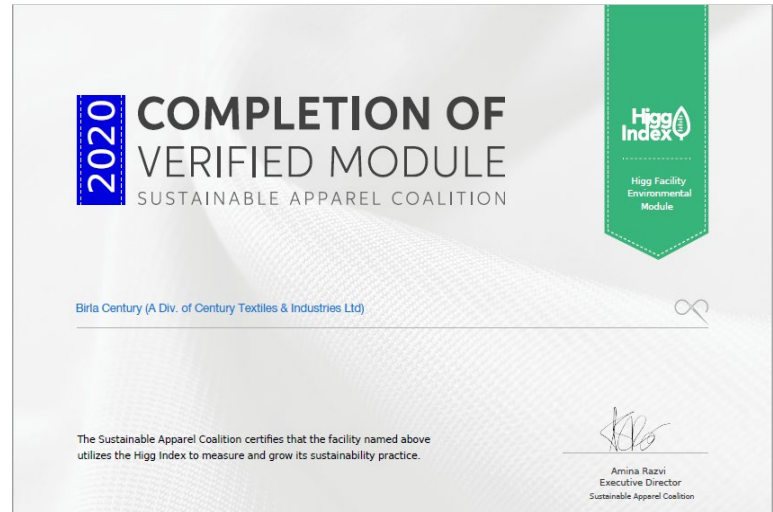 2020
COMPLETION OF
VERIFIED MODULE
SUSTAINABLE APPAREL COALITION
Higg
Index
Higg Facility
Environmental
Module
Birla Century (A Div. of Century Textiles & Industries Ltd)
The Sustainable Apparel Coalition certifies that the facility named above
utilizes the Higg Index to measure and grow its sustainability practice.
Amina Razvi
Executive Director
Sustainable Apparel Coalition